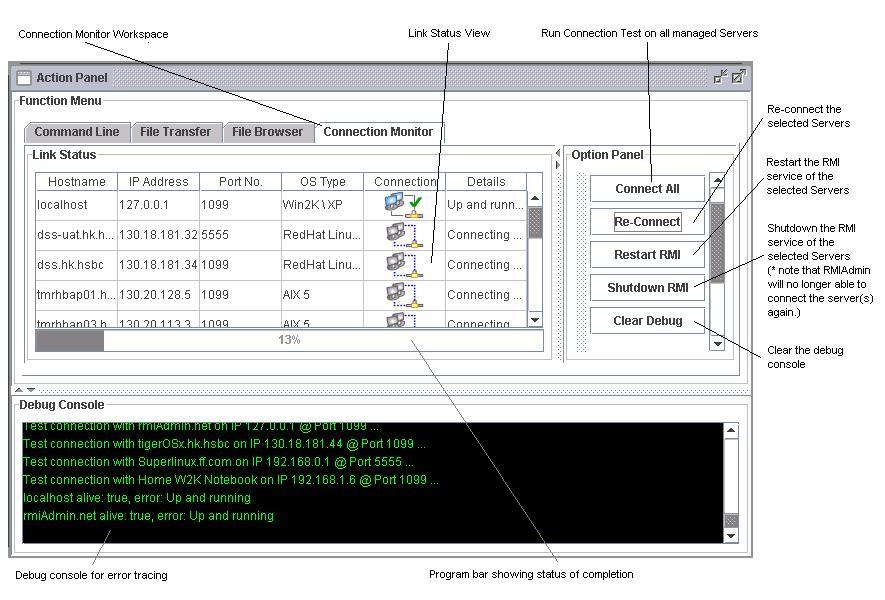 Connection Monitor Workspace
Link Status View
Run Connection Test on all managed Servers
Action Panel
Function Menu
Command Line
File Transfer
File Browser
Connection Monitor
Link Status
Hostname IP Address Port No. OS Type Connection Details
localhost 127.0.0.1 1099 Win2K\XP Up and runn...
dss-uat.hk.h... 130.18.181.32 5555 RedHat Linu... Connecting ...
dss.hk.hsbc 130.18.181.34 1099 RedHat Linu... Connecting ...
tmrhbap01.h... 130.20.128.5 1099 AIX 5 Connecting ...
tmrhbap03.h... 130.20.113.3 1099 AIX 5 Connecting ...
13%
Option Panel
Connect All
Re-Connect
Restart RMI
Shutdown RMI
Clear Debug
Re-connect the
selected Servers
Restart the RMI
service of the
selected Servers
Shutdown the RMI
service of the
selected Servers
(* note that RMIAdmin
will no longer able to
connect the server(s)
again.)
Clear the debug
console
Debug Console
Test connection with rmiAdmin.net on IP 127.0.0.1 @ Port 1099 ...
Test connection with tigerOSx.hk.hsbc on IP 130.18.181.44 @ Port 1099 ...
Test connection with Superlinux.ff.com on IP 192.168.0.1 @ Port 5555 ...
Test connection with Home W2K Notebook on IP 192.168.1.6 @ Port 1099 ...
localhost alive: true, error: Up and running
rmiAdmin.net alive: true, error: Up and running
Debug console for error tracing
Program bar showing status of completion